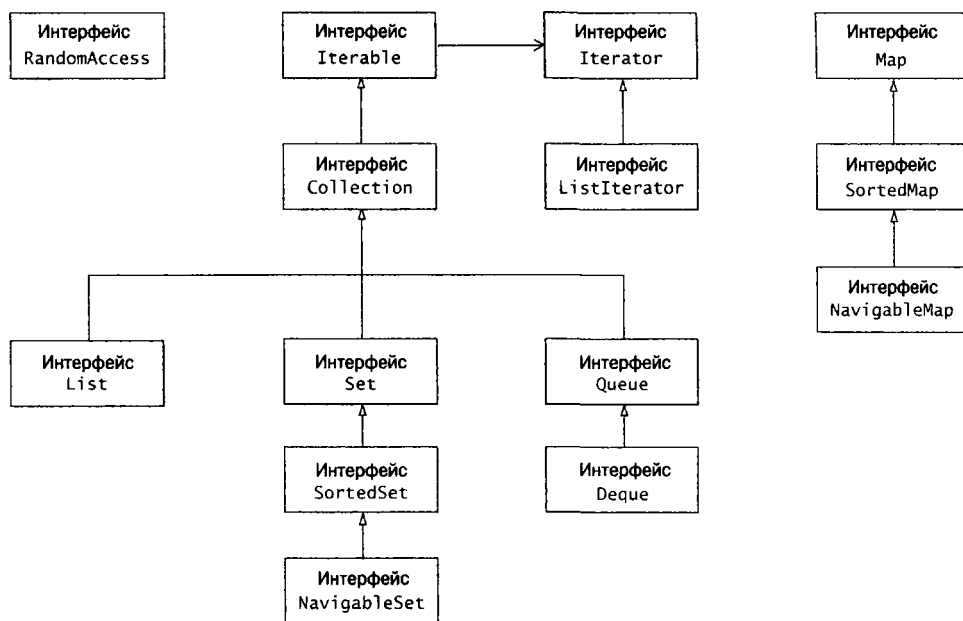 Интерфейс
RandomAccess
Интерфейс
Iterable
Интерфейс
Iterator
Интерфейс
Map
Интерфейс
Collection
Интерфейс
ListIterator
Интерфейс
SortedMap
Интерфейс
NavigableMap
Интерфейс
List
Интерфейс
Set
Интерфейс
Queue
Интерфейс
SortedSet
Интерфейс
Deque
Интерфейс
NavigableSet